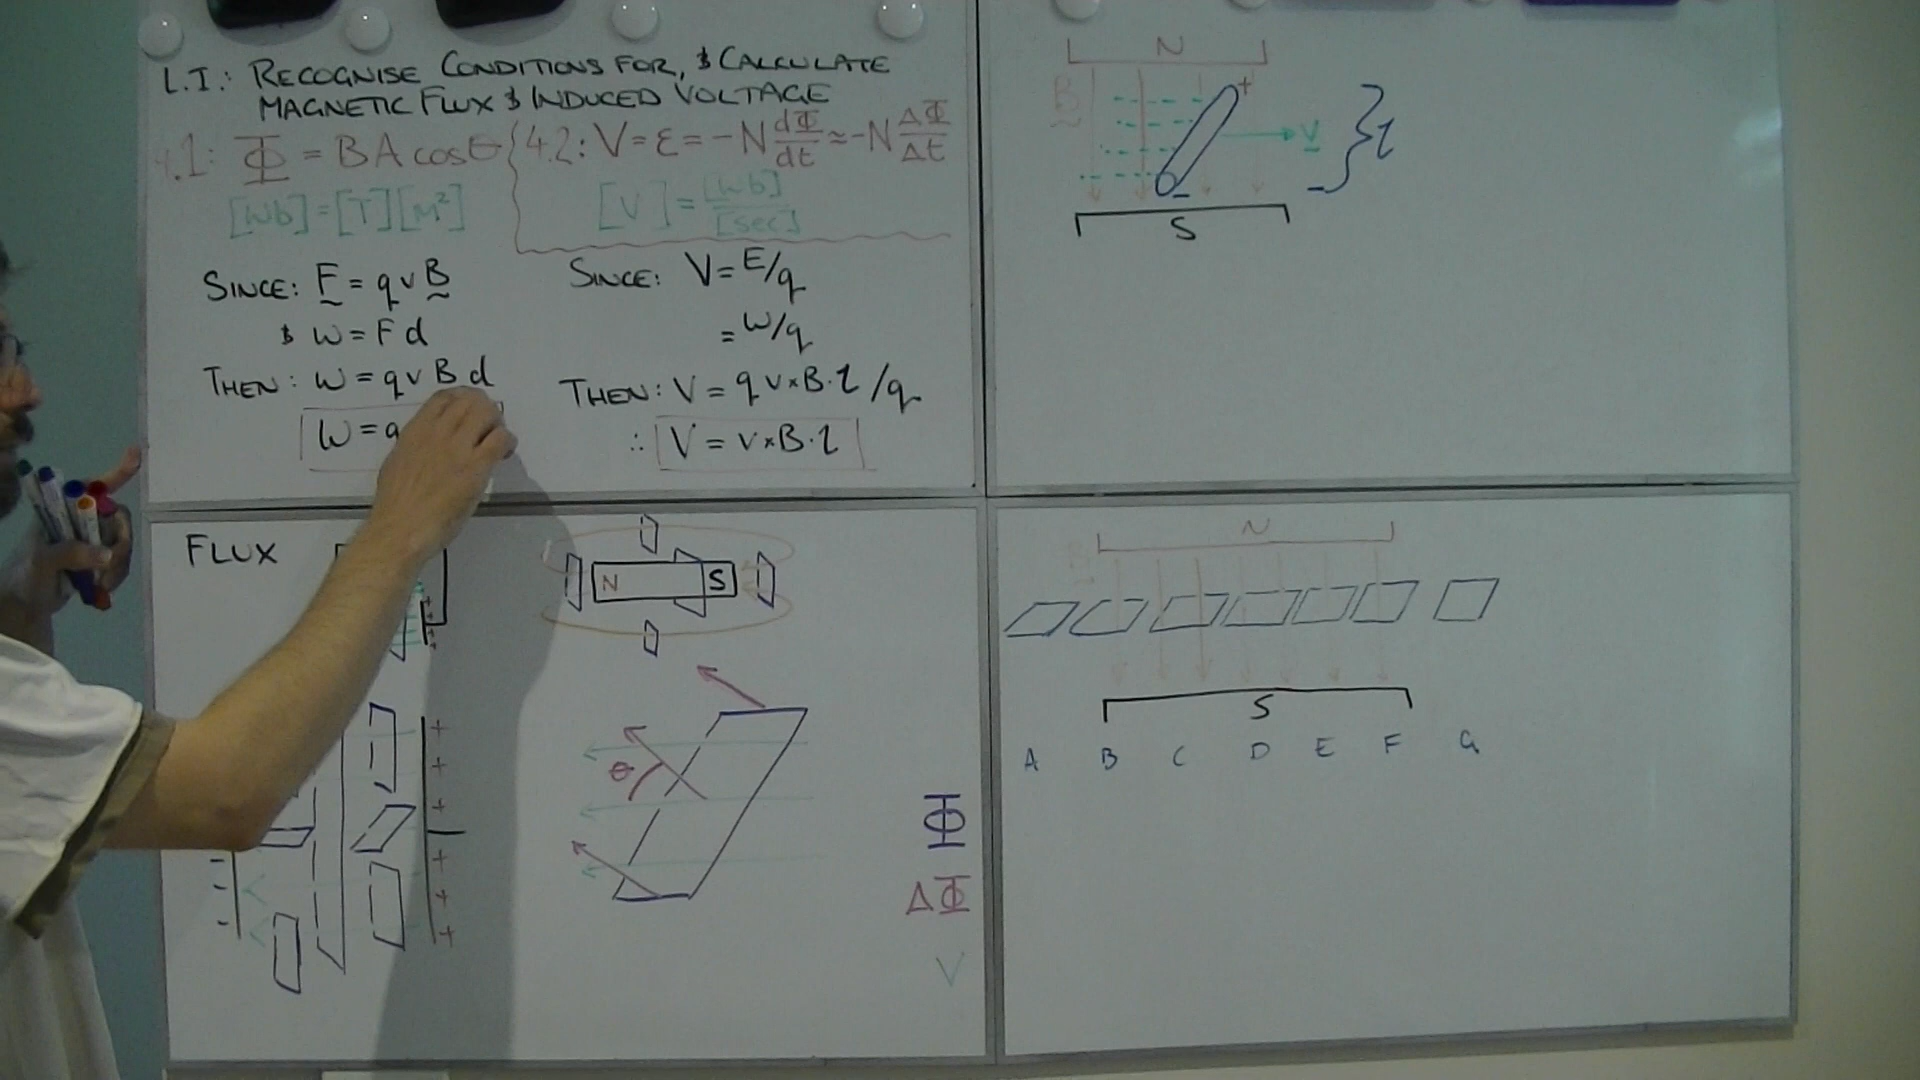 L.I.: RECOGNISE CONDITIONS FOR, & CALCULATE
MAGNETIC FLUX & INDUCED VOLTAGE
4.1: Φ = BA cosθ
[Wb] = [T][M²]
4.2: V = ε = -N dΦ/dt ≈ -N ΔΦ/Δt
[V] = [Wb]/[sec]
SINCE: F = qvB
& W = Fd
THEN: W = qvBd
W = q
SINCE: V = E/q
= W/q
THEN: V = qv×B·l/q
∴ V = v×B·l
N
B
+
v
l
-
-
S
FLUX
N S
+
+
+
+
+
+
-
-
-
θ
Φ
ΔΦ
V
N
S
A B C D E F G